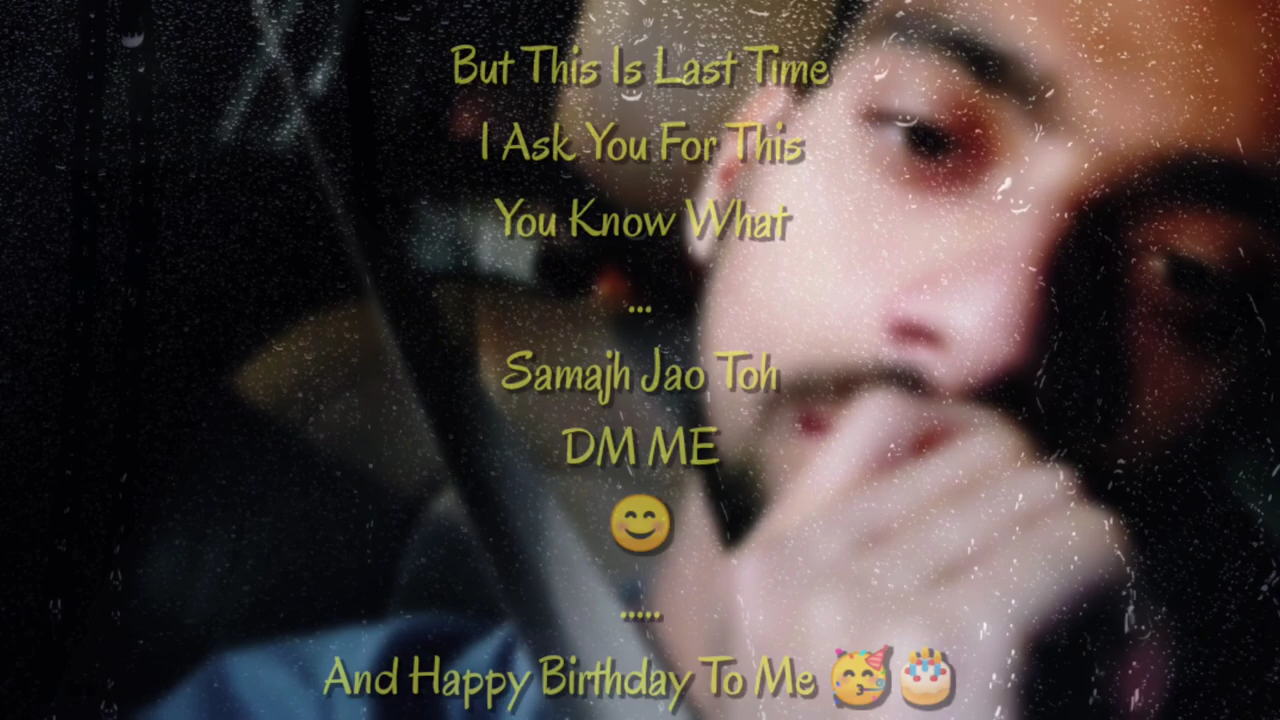 But This Is Last Time
I Ask You For This
You Know What
...
Samajh Jao Toh
DM ME
😊
.....
And Happy Birthday To Me 🥳🎂